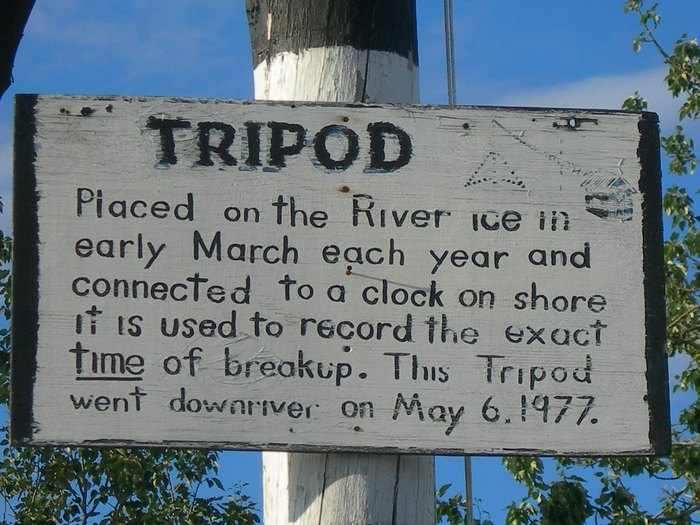 TRIPOD
Placed on the River ice in
early March each year and
connected to a clock on shore
it is used to record the exact
time of breakup. This Tripod
went downriver on May 6, 1977.